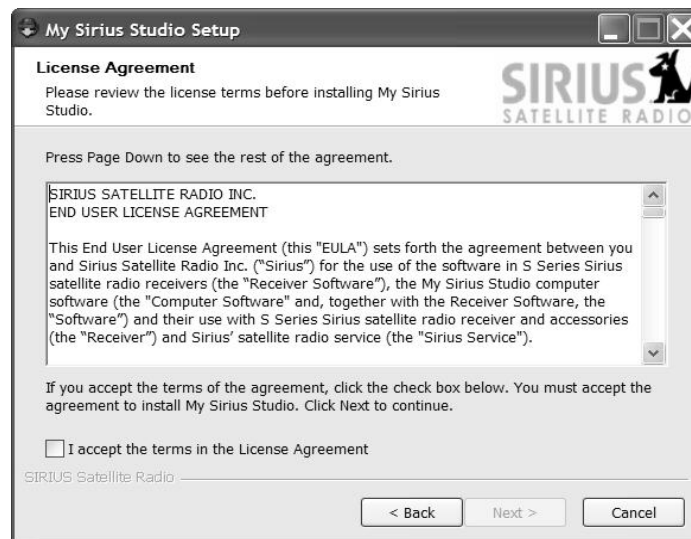 My Sirius Studio Setup
License Agreement
Please review the license terms before installing My Sirius
Studio.
SIRIUS
SATELLITE RADIO
Press Page Down to see the rest of the agreement.
SIRIUS SATELLITE RADIO INC.
END USER LICENSE AGREEMENT
This End User License Agreement (this "EULA") sets forth the agreement between you
and Sirius Satellite Radio Inc. (“Sirius”) for the use of the software in S Series Sirius
satellite radio receivers (the “Receiver Software”), the My Sirius Studio computer
software (the "Computer Software" and, together with the Receiver Software, the
“Software”) and their use with S Series Sirius satellite radio receiver and accessories
(the “Receiver”) and Sirius’ satellite radio service (the "Sirius Service").
If you accept the terms of the agreement, click the check box below. You must accept the
agreement to install My Sirius Studio. Click Next to continue.
I accept the terms in the License Agreement
SIRIUS Satellite Radio
< Back
Next >
Cancel